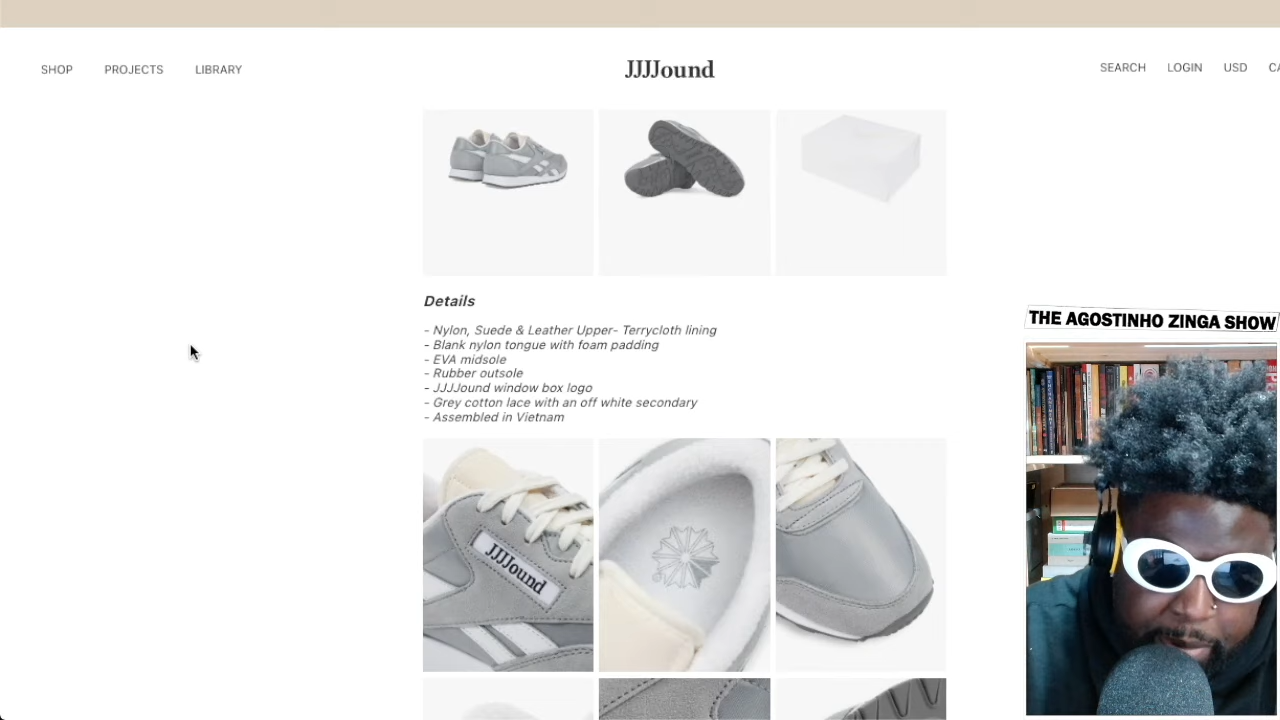 SHOP PROJECTS LIBRARY JJJJound SEARCH LOGIN USD CA
Details
- Nylon, Suede & Leather Upper- Terrycloth lining
- Blank nylon tongue with foam padding
- EVA midsole
- Rubber outsole
- JJJJound window box logo
- Grey cotton lace with an off white secondary
- Assembled in Vietnam
THE AGOSTINHO ZINGA SHOW
JJJJound